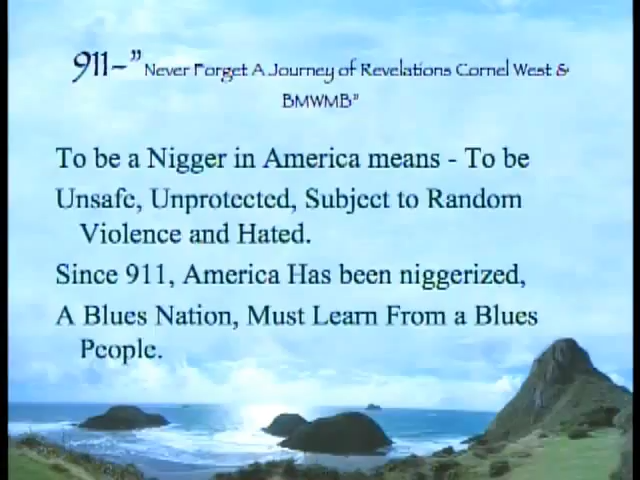 911-" Never Forget A Journey of Revelations Cornel West &
BMWMB"
To be a Nigger in America means - To be
Unsafe, Unprotected, Subject to Random
Violence and Hated.
Since 911, America Has been niggerized,
A Blues Nation, Must Learn From a Blues
People.